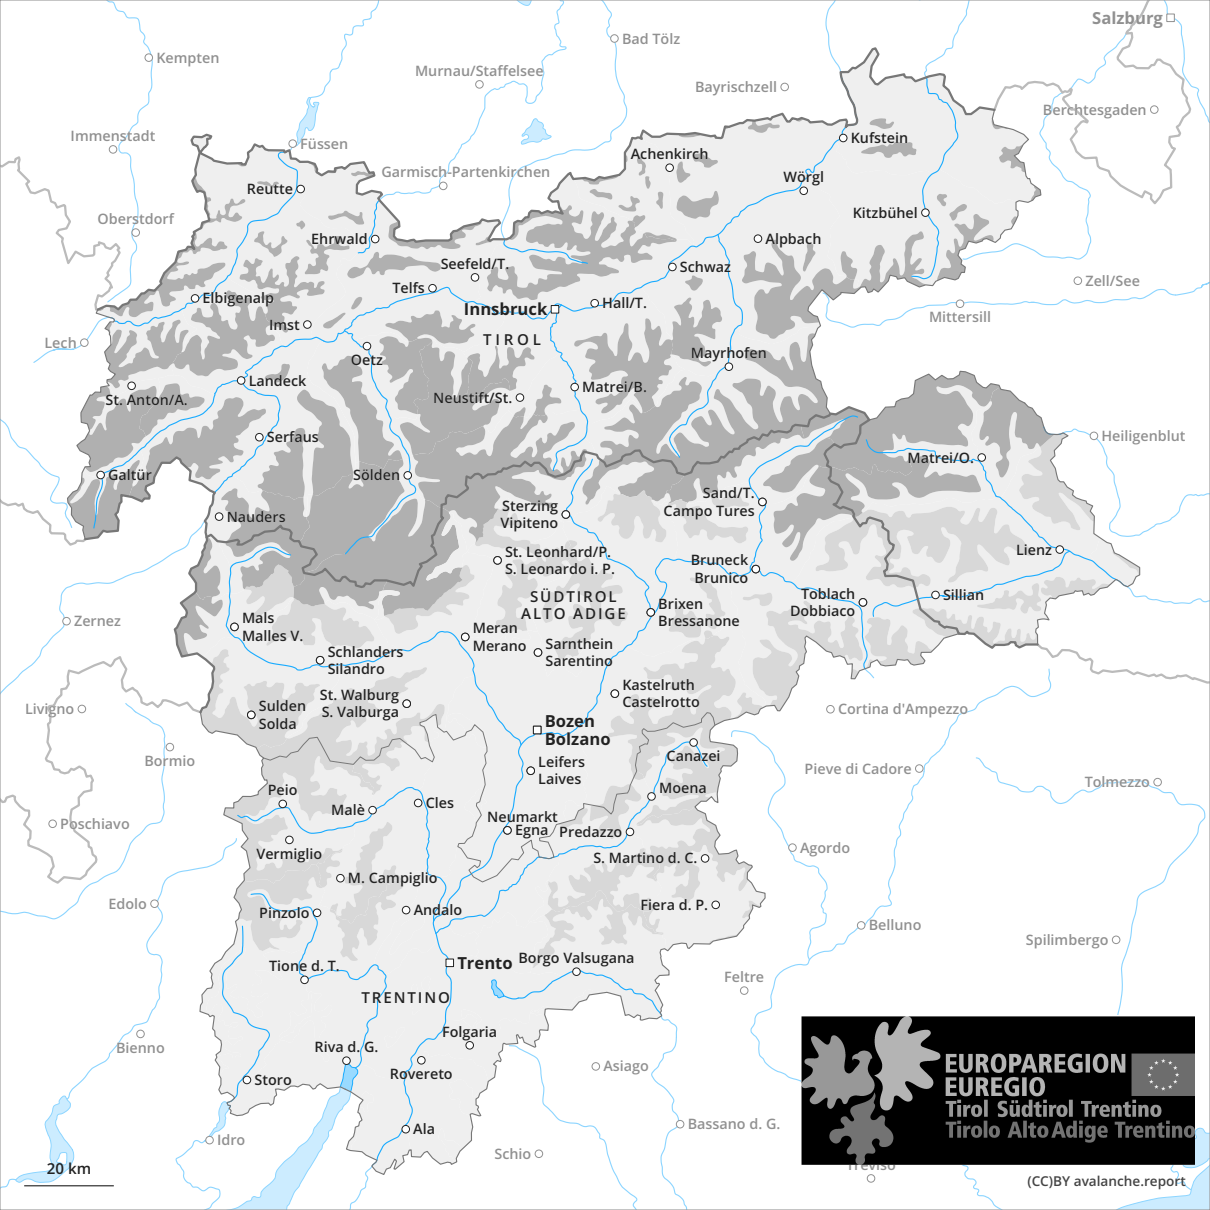 Salzburg
Bad Tölz
Kempten
Murnau/Staffelsee
Bayrischzell
Berchtesgaden
Immenstadt
Kufstein
Füssen
Achenkirch
Garmisch-Partenkirchen
Wörgl
Reutte
Kitzbühel
Oberstdorf
Ehrwald
Alpbach
Seefeld/T.
Schwaz
Zell/See
Telfs
Elbigenalp
Hall/T.
Innsbruck
Mittersill
Imst
TIROL
Lech
Mayrhofen
Oetz
Landeck
Matrei/B.
St. Anton/A.
Neustift/St.
Serfaus
Heiligenblut
Matrei/O.
Galtür
Sölden
Sand/T.
Campo Tures
Sterzing
Vipiteno
Nauders
Lienz
St. Leonhard/P.
S. Leonardo i. P.
Bruneck
Brunico
SÜDTIROL
ALTO ADIGE
Toblach
Dobbiaco
Sillian
Brixen
Bressanone
Zernez
Mals
Malles V.
Meran
Merano
Sarnthein
Sarentino
Schlanders
Silandro
Kastelruth
Castelrotto
St. Walburg
S. Valburga
Sulden
Solda
Livigno
Cortina d'Ampezzo
Bozen
Bolzano
Bormio
Canazei
Leifers
Laives
Pieve di Cadore
Tolmezzo
Peio
Moena
Malè
Cles
Neumarkt
Egna
Predazzo
Poschiavo
Vermiglio
Agordo
S. Martino d. C.
M. Campiglio
Edolo
Pinzolo
Andalo
Fiera d. P.
Belluno
Spilimbergo
Trento
Borgo Valsugana
Tione d. T.
Feltre
TRENTINO
Folgaria
Bienno
Riva d. G.
Rovereto
Asiago
Storo
EUROPAREGION
EUREGIO
Tirol Südtirol Trentino
Tirolo Alto Adige Trentino
Ala
Bassano d. G.
Idro
Schio
Treviso
20 km
(CC)BY avalanche.report